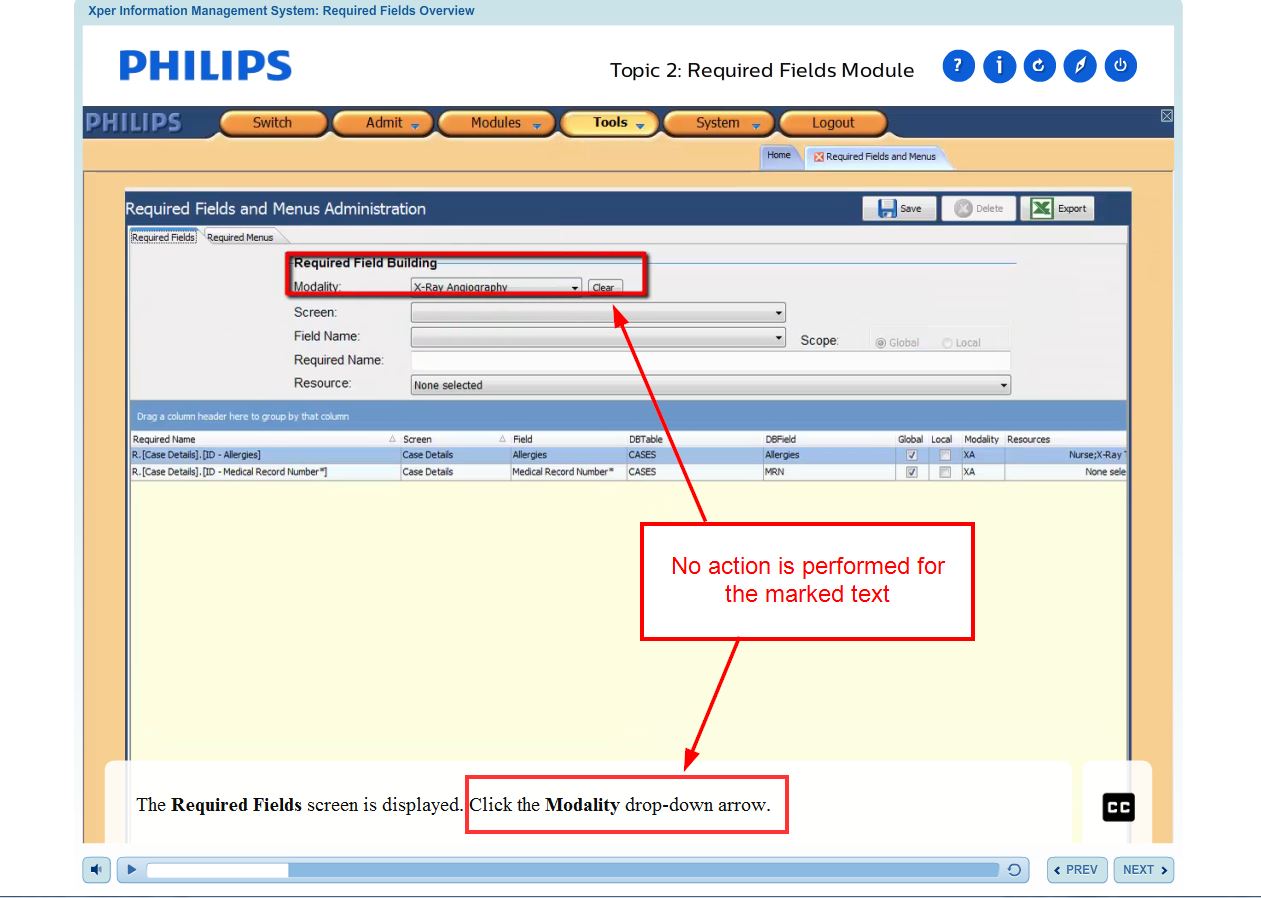 Xper Information Management System: Required Fields Overview
PHILIPS
Topic 2: Required Fields Module
PHILIPS
Switch
Admit
Modules
Tools
System
Logout
Home
Required Fields and Menus
Required Fields and Menus Administration
Save
Delete
Export
Required Fields
Required Menus
Required Field Building
Modality:
X-Ray Angiography
Clear
Screen:
Field Name:
Scope:
Global
Local
Required Name:
Resource:
None selected
Drag a column header here to group by that column
Required Name Screen Field DBTable DBField Global Local Modality Resources
R.[Case Details].[ID - Allergies] Case Details Allergies CASES Allergies XA Nurse;X-Ray T
R.[Case Details].[ID - Medical Record Number*] Case Details Medical Record Number* CASES MRN XA None sele
No action is performed for
the marked text
The Required Fields screen is displayed. Click the Modality drop-down arrow.
CC
PREV
NEXT